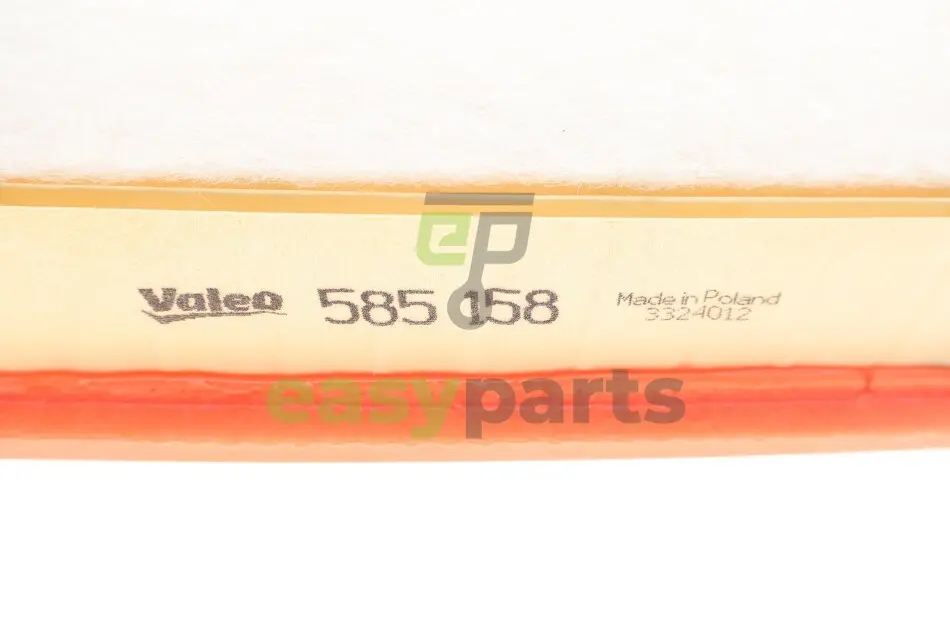 ep
Valeo 585 158 Made in Poland
3324012
easyparts